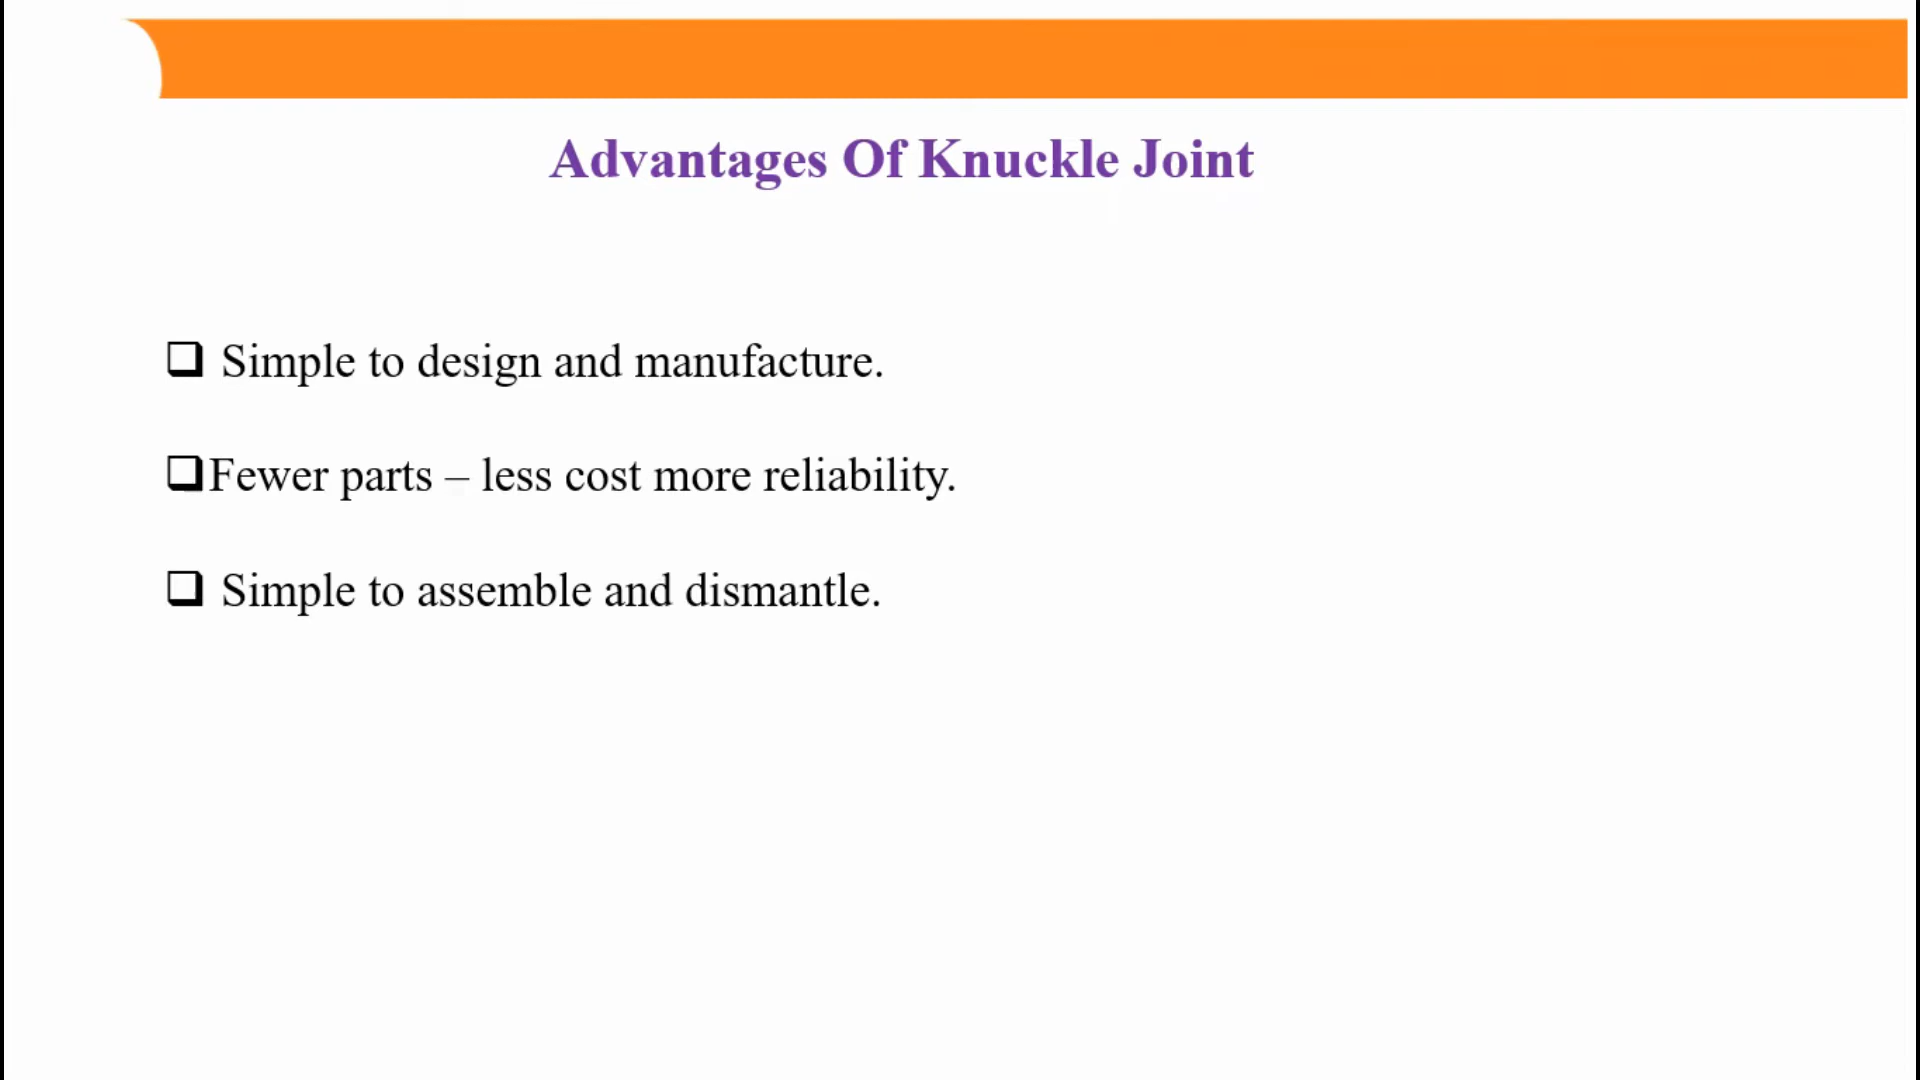 Advantages Of Knuckle Joint
❑ Simple to design and manufacture.
❑Fewer parts – less cost more reliability.
❑ Simple to assemble and dismantle.